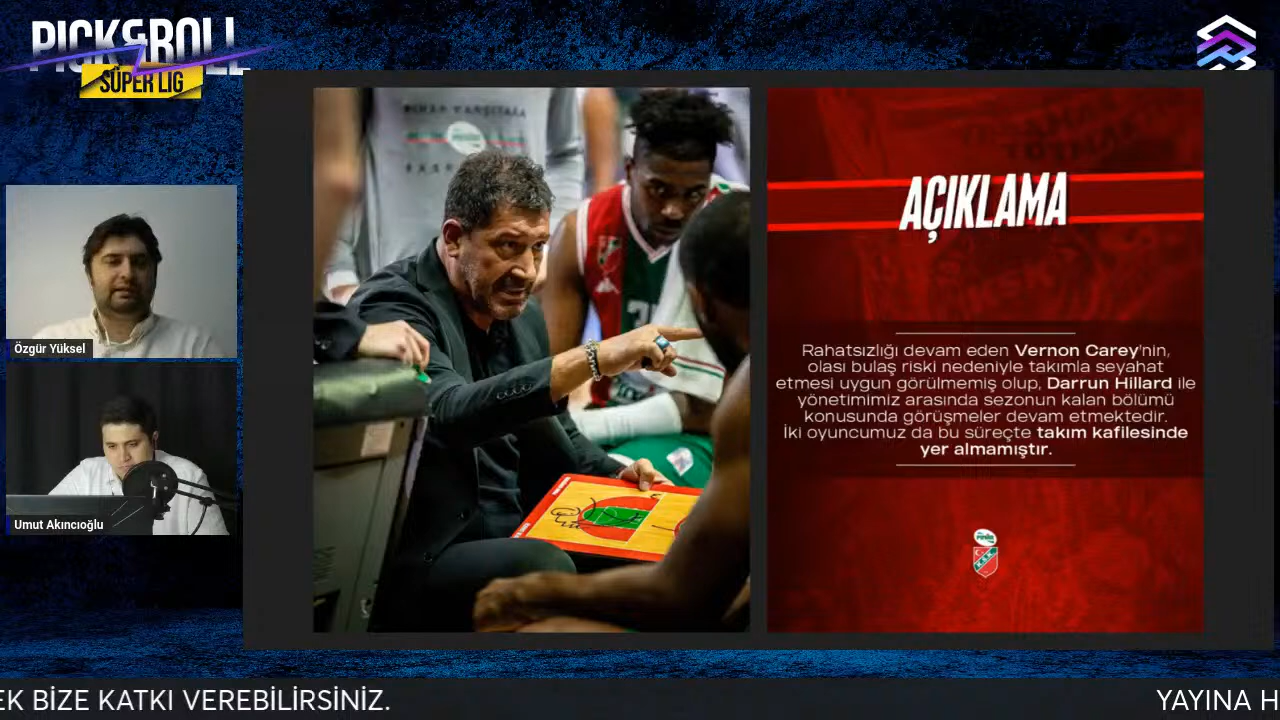 PICK&ROLL
SÜPER LIG
AÇIKLAMA
Rahatsızlığı devam eden Vernon Carey'nin,
olası bulaş riski nedeniyle takımla seyahat
etmesi uygun görülmemiş olup, Darrun Hillard ile
yönetimimiz arasında sezonun kalan bölümü
konusunda görüşmeler devam etmektedir.
İki oyuncumuz da bu süreçte takım kafilesinde
yer almamıştır.
Özgür Yüksel
Umut Akıncıoğlu
EK BİZE KATKI VEREBİLİRSİNİZ.
YAYINA H